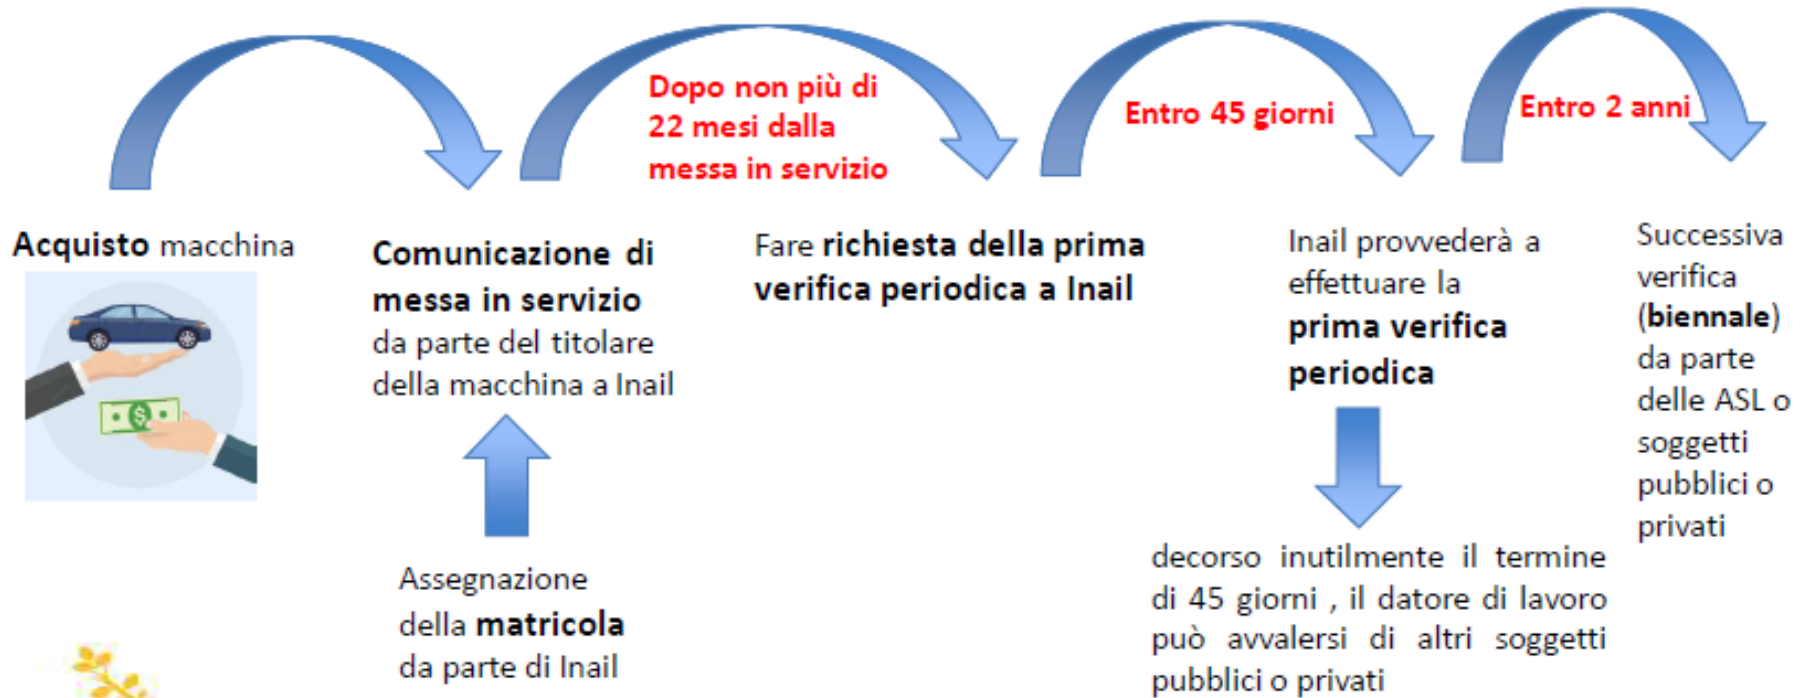 Dopo non più di
22 mesi dalla
messa in servizio
Entro 45 giorni
Entro 2 anni
Acquisto macchina
Comunicazione di
messa in servizio
da parte del titolare
della macchina a Inail
Fare richiesta della prima
verifica periodica a Inail
Inail provvederà a
effettuare la
prima verifica
periodica
Successiva
verifica
(biennale)
da parte
delle ASL o
soggetti
pubblici o
privati
Assegnazione
della matricola
da parte di Inail
decorso inutilmente il termine
di 45 giorni , il datore di lavoro
può avvalersi di altri soggetti
pubblici o privati